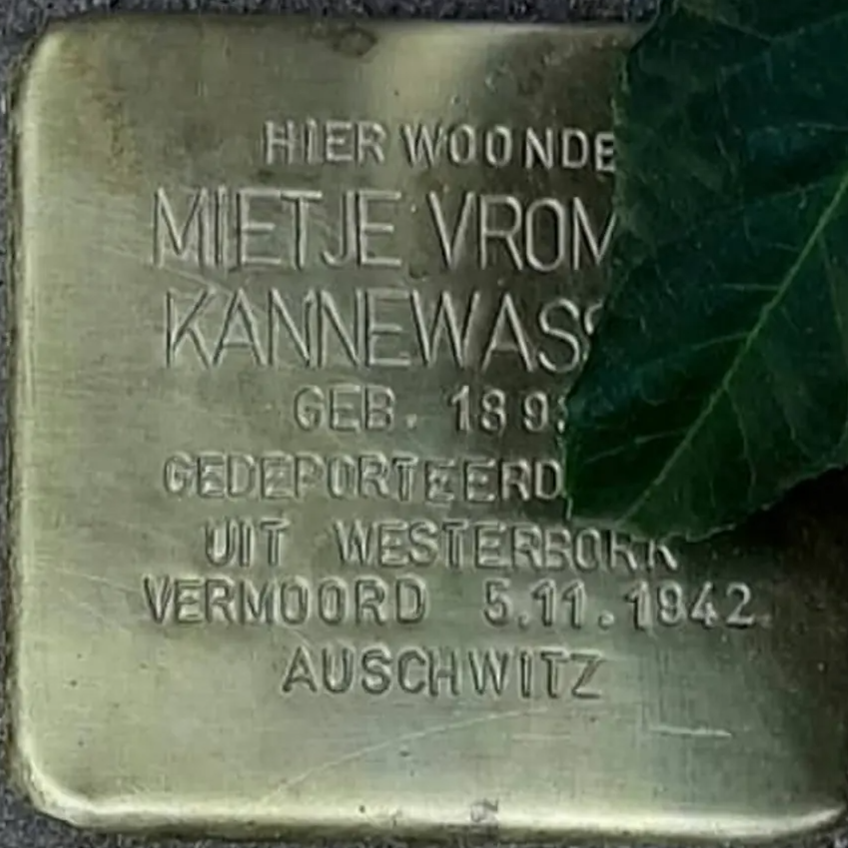 HIER WOONDE
MIETJE
GEB.
GEDEPORTEERD
UIT WESTERBORK
VERMOORD 5.11.1942
AUSCHWITZ